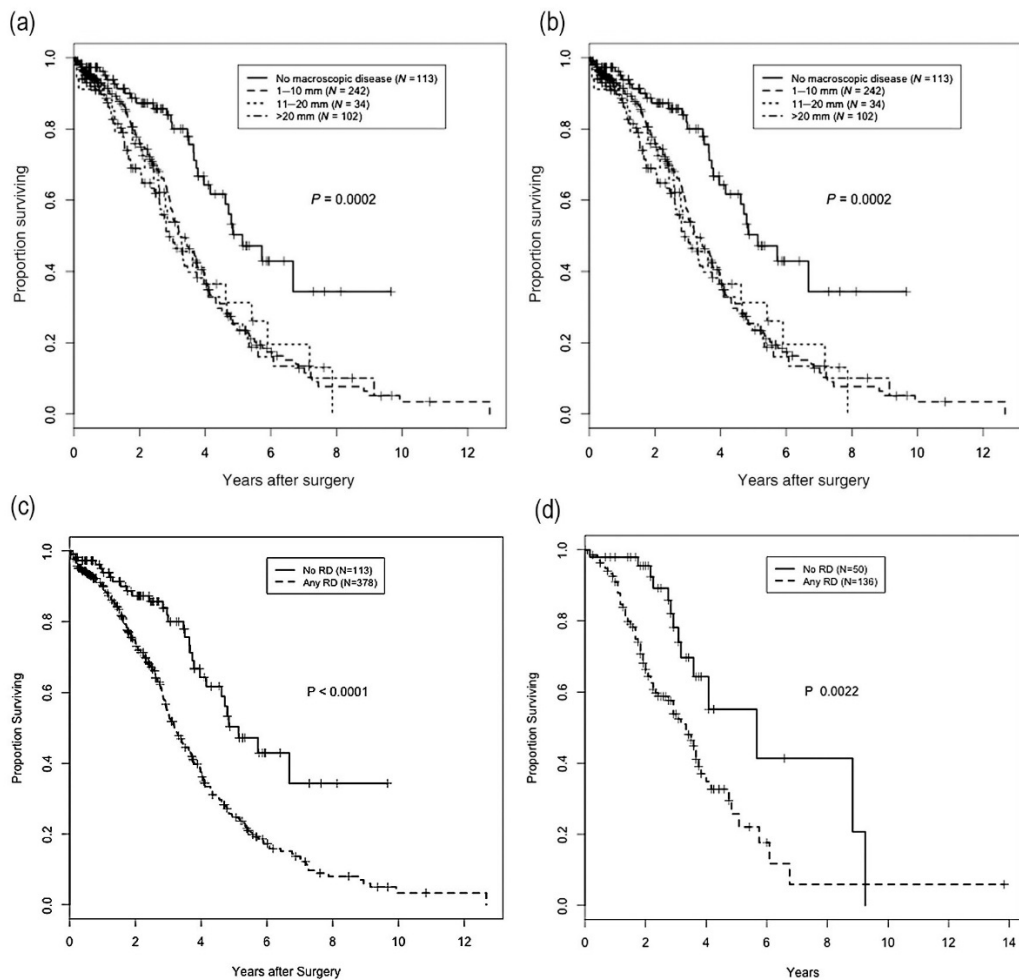 (a)
Proportion surviving
1.0
0.8
0.6
0.4
0.2
0.0
No macroscopic disease (N = 113)
1–10 mm (N = 242)
11–20 mm (N = 34)
>20 mm (N = 102)
P = 0.0002
0 2 4 6 8 10 12
Years after surgery
(b)
Proportion surviving
1.0
0.8
0.6
0.4
0.2
0.0
No macroscopic disease (N = 113)
1–10 mm (N = 242)
11–20 mm (N = 34)
>20 mm (N = 102)
P = 0.0002
0 2 4 6 8 10 12
Years after surgery
(c)
Proportion Surviving
1.0
0.8
0.6
0.4
0.2
0.0
No RD (N=113)
Any RD (N=378)
P < 0.0001
0 2 4 6 8 10 12
Years after Surgery
(d)
Proportion Surviving
1.0
0.8
0.6
0.4
0.2
0.0
No RD (N=50)
Any RD (N=136)
P 0.0022
0 2 4 6 8 10 12 14
Years